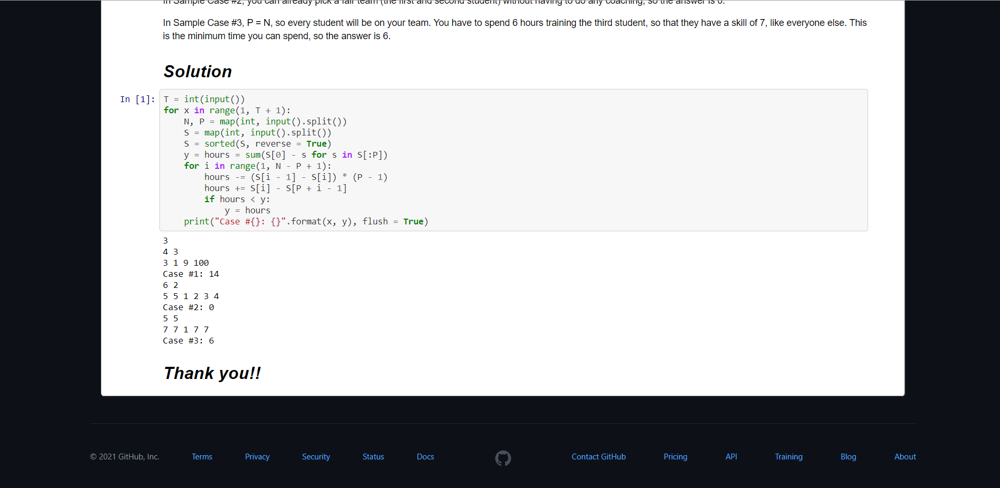 In Sample Case #2, you can already pick a fair team (the first and second student) without having to do any coaching, so the answer is 0.
In Sample Case #3, P = N, so every student will be on your team. You have to spend 6 hours training the third student, so that they have a skill of 7, like everyone else. This
is the minimum time you can spend, so the answer is 6.
Solution
In [1]: T = int(input())
for x in range(1, T + 1):
    N, P = map(int, input().split())
    S = map(int, input().split())
    S = sorted(S, reverse = True)
    y = hours = sum(S[0] - s for s in S[:P])
    for i in range(1, N - P + 1):
        hours -= (S[i - 1] - S[i]) * (P - 1)
        hours += S[i] - S[P + i - 1]
        if hours < y:
            y = hours
    print("Case #{}: {}".format(x, y), flush = True)
3
4 3
3 1 9 100
Case #1: 14
6 2
5 5 1 2 3 4
Case #2: 0
5 5
7 7 1 7 7
Case #3: 6
Thank you!!
© 2021 GitHub, Inc. Terms Privacy Security Status Docs Contact GitHub Pricing API Training Blog About